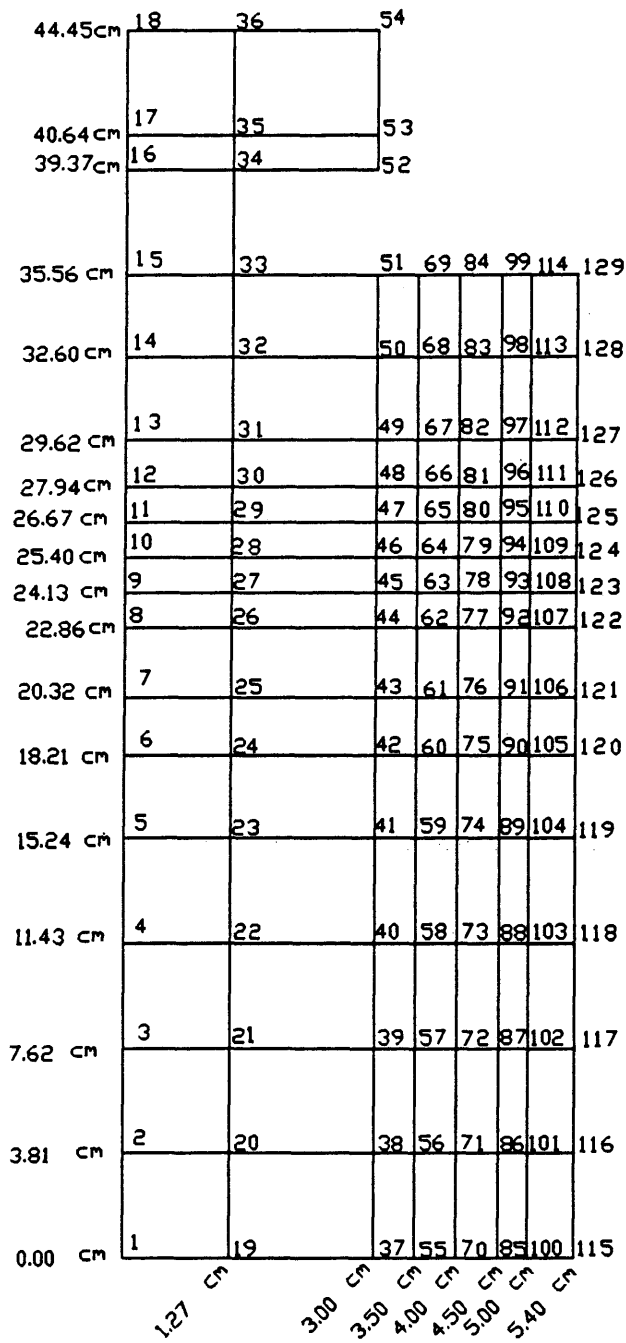 44.45 cm 18 36 54
40.64 cm 17 35 53
39.37 cm 16 34 52
35.56 cm 15 33 51 69 84 99 114 129
32.60 cm 14 32 50 68 83 98 113 128
29.62 cm 13 31 49 67 82 97 112 127
27.94 cm 12 30 48 66 81 96 111 126
26.67 cm 11 29 47 65 80 95 110 125
25.40 cm 10 28 46 64 79 94 109 124
24.13 cm 9 27 45 63 78 93 108 123
22.86 cm 8 26 44 62 77 92 107 122
20.32 cm 7 25 43 61 76 91 106 121
18.21 cm 6 24 42 60 75 90 105 120
15.24 cm 5 23 41 59 74 89 104 119
11.43 cm 4 22 40 58 73 88 103 118
7.62 cm 3 21 39 57 72 87 102 117
3.81 cm 2 20 38 56 71 86 101 116
0.00 cm 1 19 37 55 70 85 100 115
1.27 cm
3.00 cm
3.50 cm
4.00 cm
4.50 cm
5.00 cm
5.40 cm